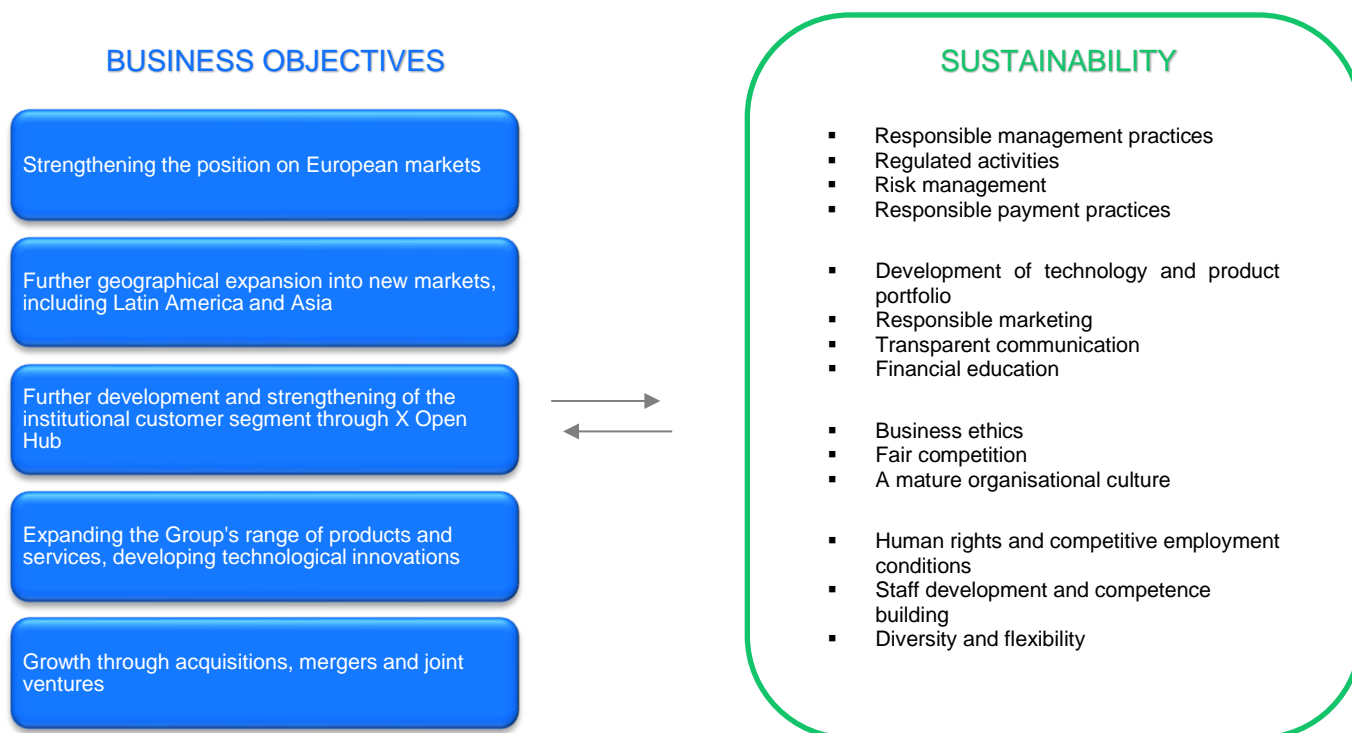 BUSINESS OBJECTIVES
Strengthening the position on European markets
Further geographical expansion into new markets,
including Latin America and Asia
Further development and strengthening of the
institutional customer segment through X Open
Hub
Expanding the Group's range of products and
services, developing technological innovations
Growth through acquisitions, mergers and joint
ventures
SUSTAINABILITY
▪ Responsible management practices
▪ Regulated activities
▪ Risk management
▪ Responsible payment practices
▪ Development of technology and product
portfolio
▪ Responsible marketing
▪ Transparent communication
▪ Financial education
▪ Business ethics
▪ Fair competition
▪ A mature organisational culture
▪ Human rights and competitive employment
conditions
▪ Staff development and competence
building
▪ Diversity and flexibility